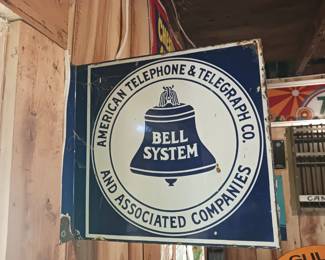 AMERICAN TELEPHONE & TELEGRAPH CO.
BELL
SYSTEM
AND ASSOCIATED COMPANIES